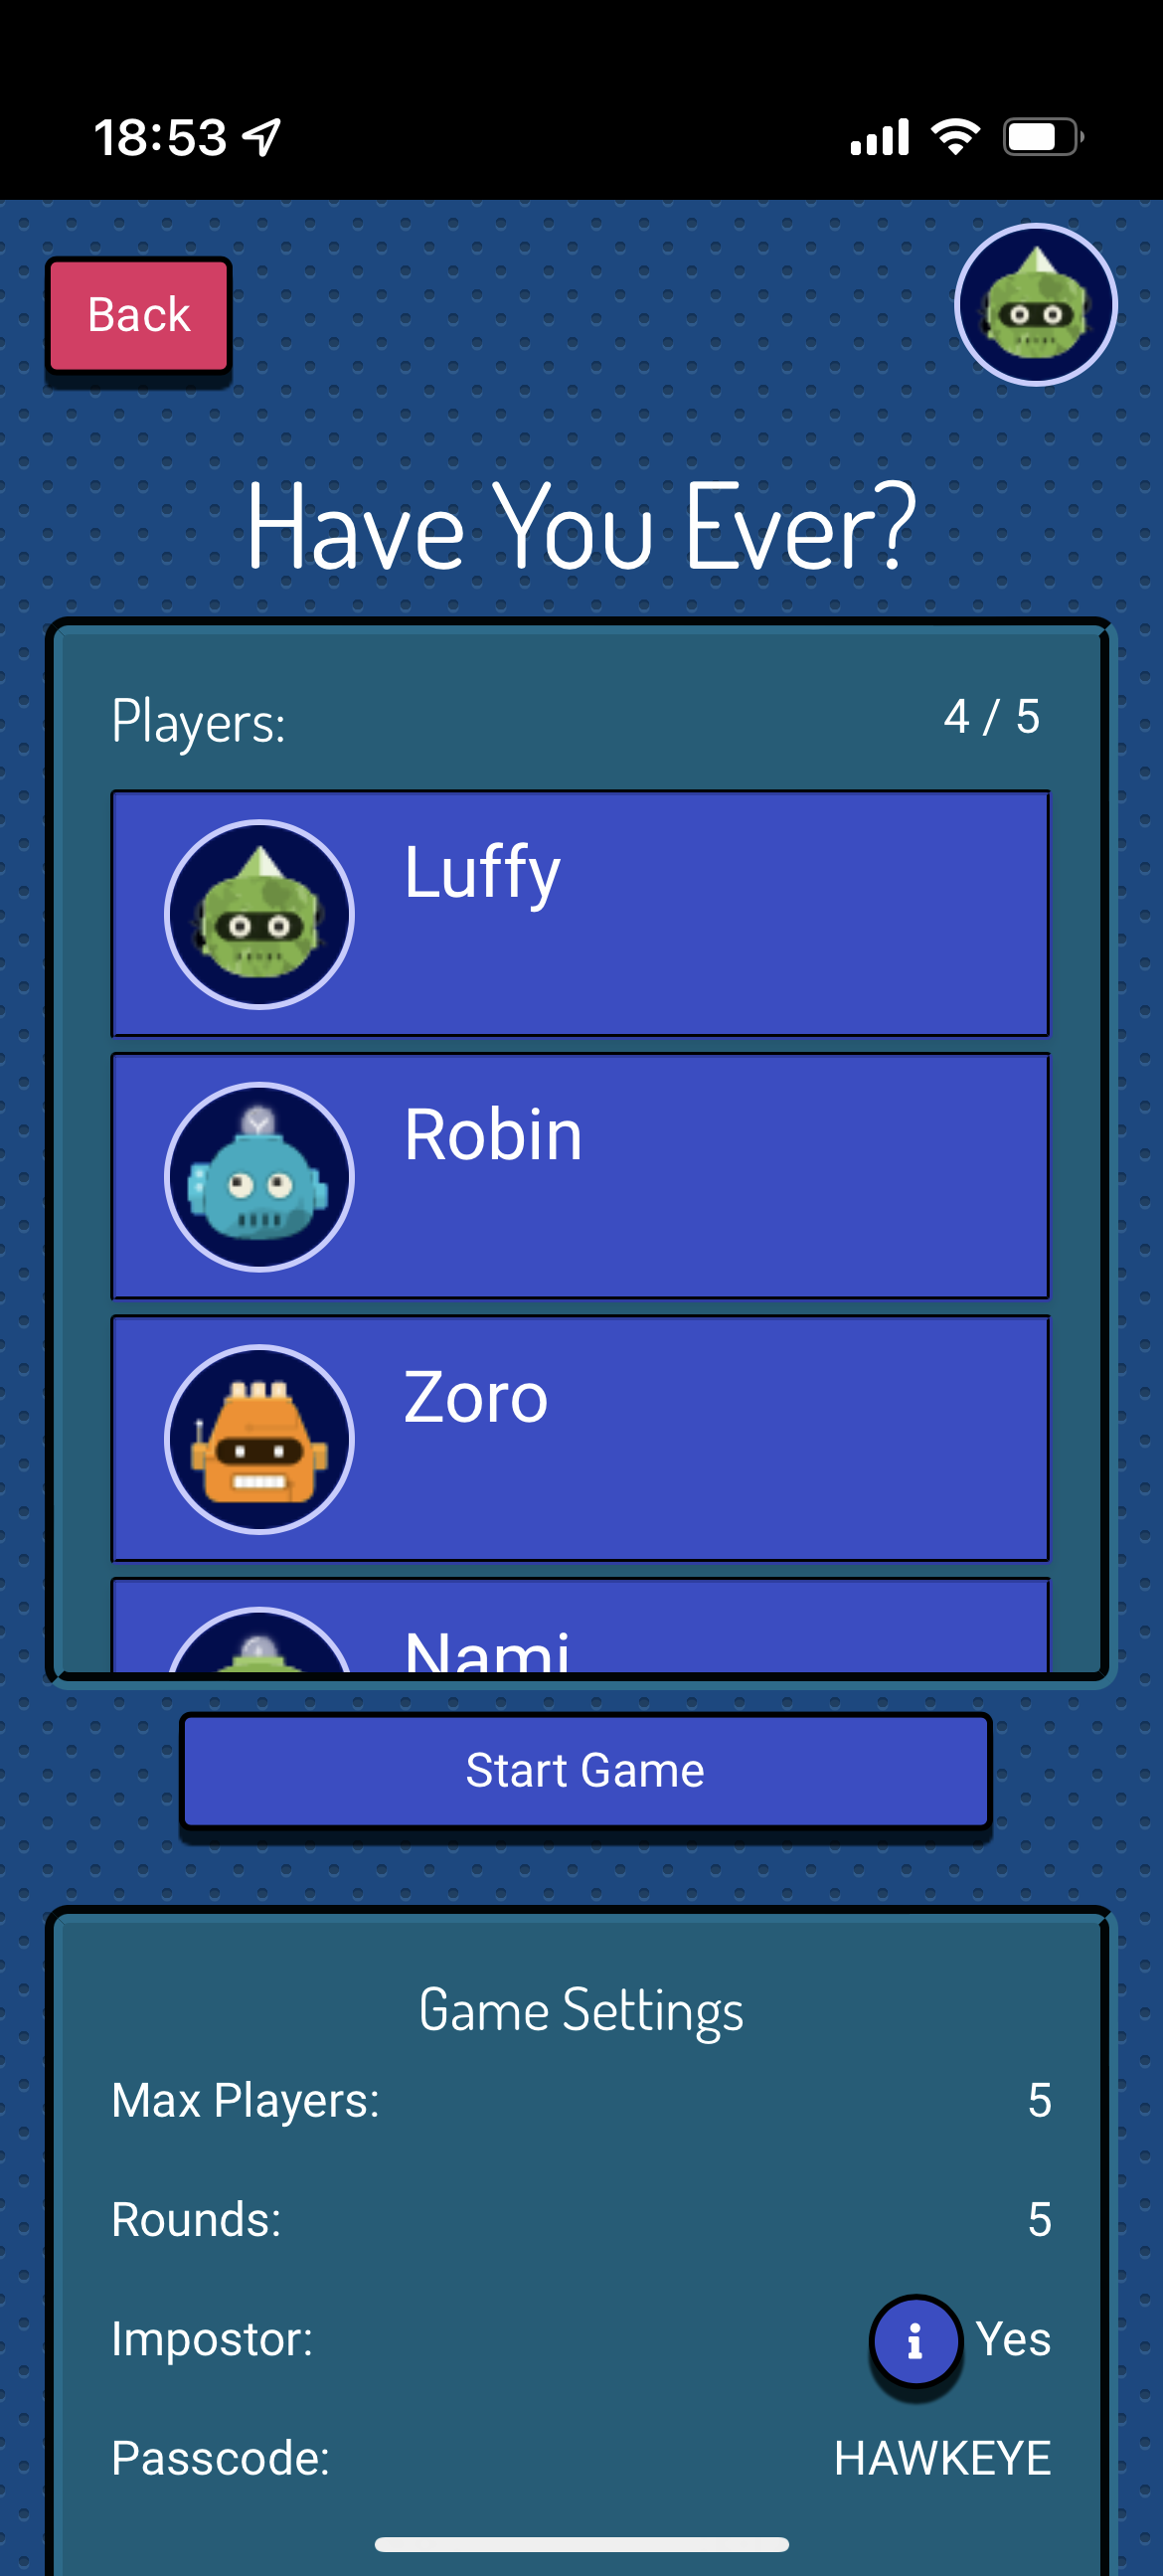 18:53
Back
Have You Ever?
Players: 4 / 5
Luffy
Robin
Zoro
Nami
Start Game
Game Settings
Max Players: 5
Rounds: 5
Impostor: i Yes
Passcode: HAWKEYE